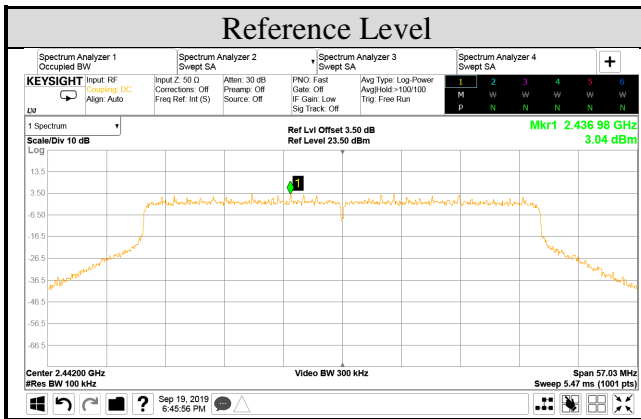 Reference Level
Spectrum Analyzer 1
Occupied BW
Spectrum Analyzer 2
Swept SA
Spectrum Analyzer 3
Swept SA
Spectrum Analyzer 4
Swept SA
+
KEYSIGHT
Input: RF
Coupling: DC
Align: Auto
Input Z: 50 Ω
Corrections: Off
Freq Ref: Int (S)
Atten: 30 dB
Preamp: Off
Source: Off
PNO: Fast
Gate: Off
IF Gain: Low
Sig Track: Off
Avg Type: Log-Power
Avg|Hold:>100/100
Trig: Free Run
1 2 3 4 5 6
M W W W W W W
P N N N N N N
LXI
1 Spectrum
Scale/Div 10 dB
Ref Lvl Offset 3.50 dB
Ref Level 23.50 dBm
Mkr1 2.436 98 GHz
3.04 dBm
Log
13.5
3.50
-6.50
-16.5
-26.5
-36.5
-46.5
-56.5
-66.5
1
Center 2.44200 GHz
#Res BW 100 kHz
Video BW 300 kHz
Span 57.03 MHz
Sweep 5.47 ms (1001 pts)
?
Sep 19, 2019
6:45:56 PM